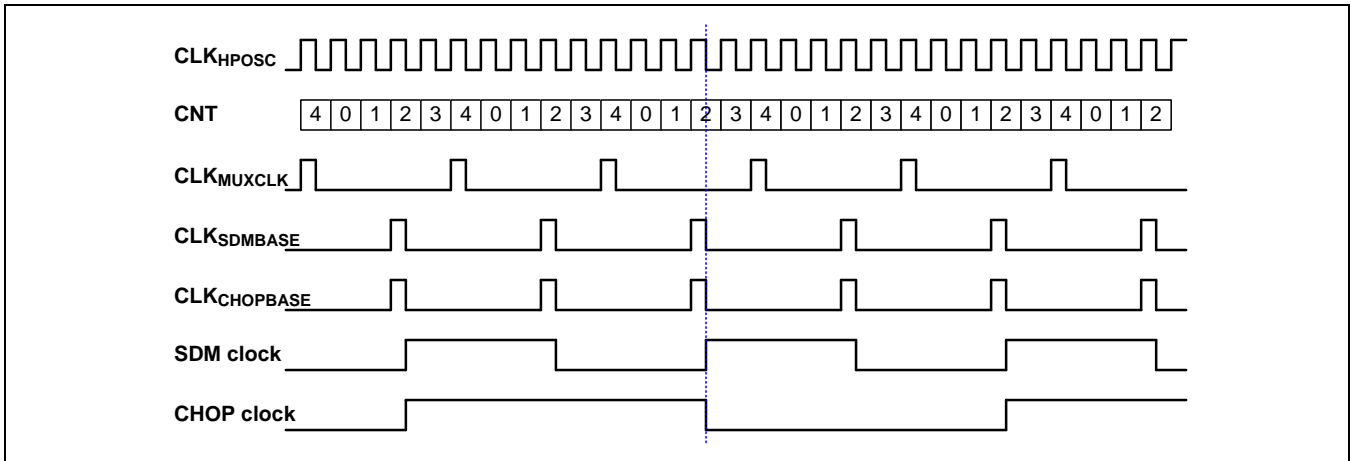 CLKHPOSC
CNT 4 0 1 2 3 4 0 1 2 3 4 0 1 2 3 4 0 1 2 3 4 0 1 2 3 4 0 1 2
CLKMUXCLK
CLKSDMBASE
CLKCHOPBASE
SDM clock
CHOP clock